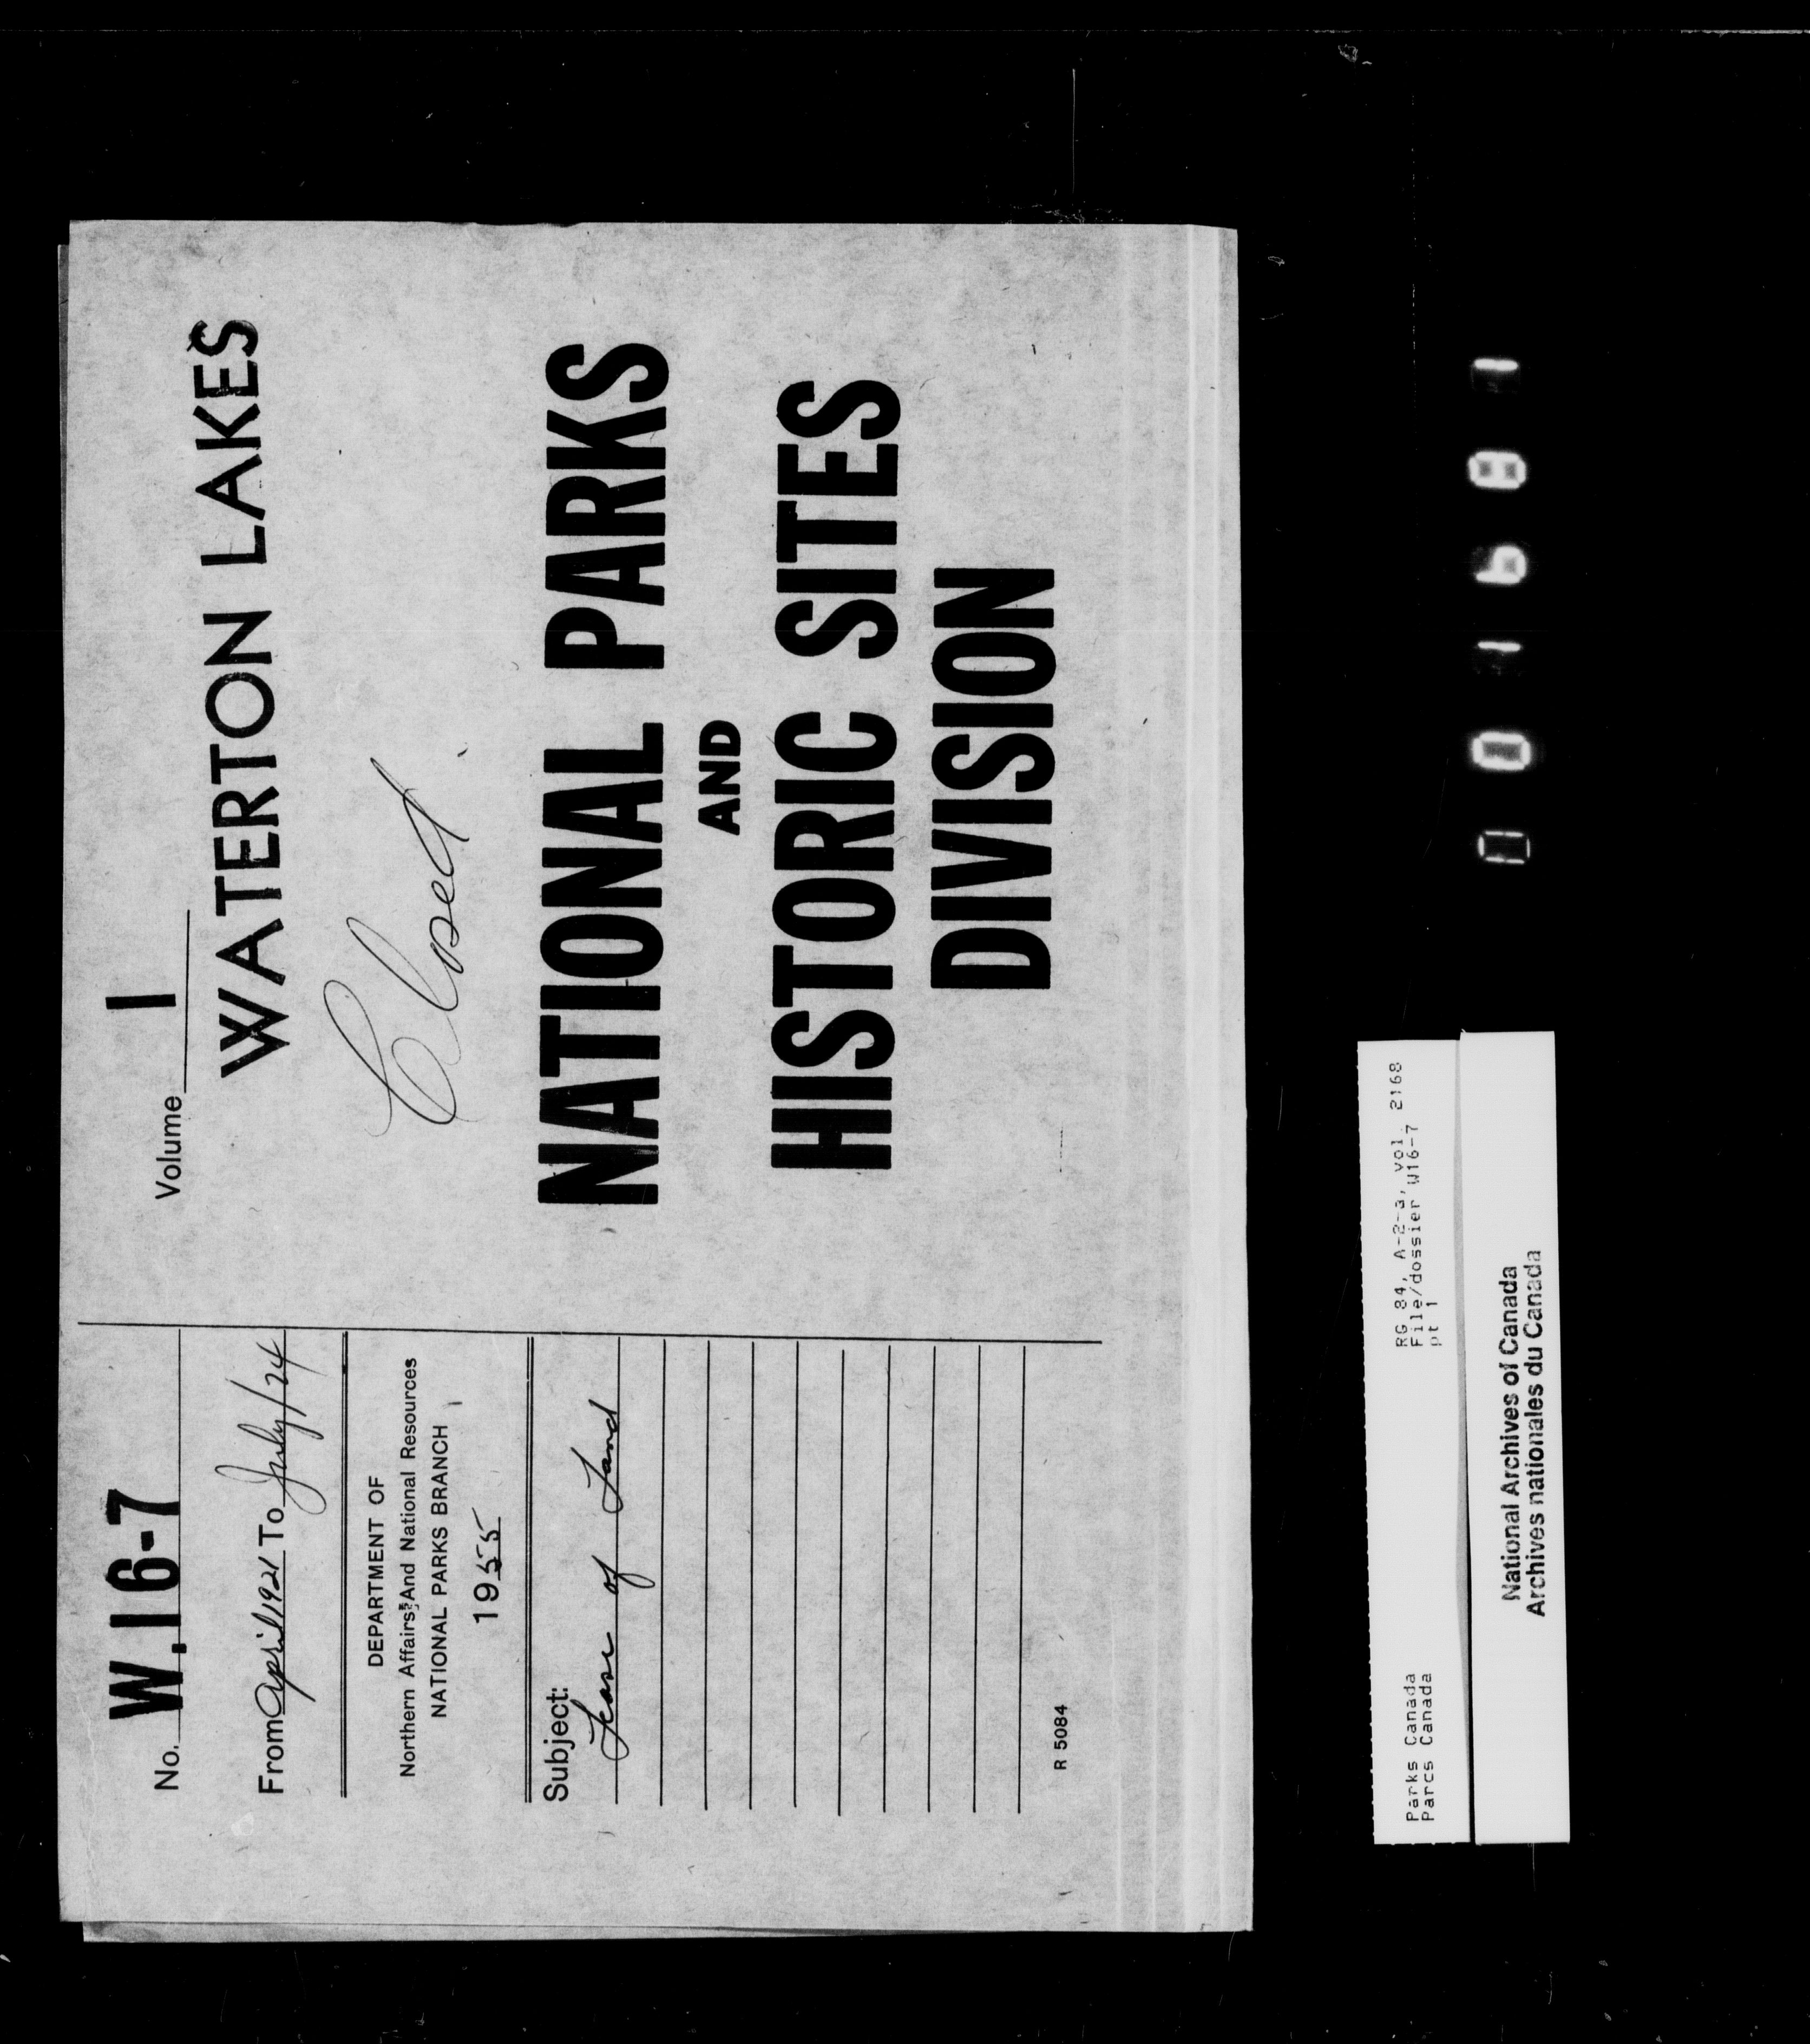 No. W.16-7
From April 1921 To July/24
DEPARTMENT OF
Northern Affairs And National Resources
NATIONAL PARKS BRANCH
1955
Subject:
Lease of Land
R 5084
Volume 1
WATERTON LAKES
Closed.
NATIONAL PARKS
AND
HISTORIC SITES
DIVISION
Parks Canada
Parcs Canada
RG 84, A-2-a, vol. 2168
File/dossier W16-7
pt 1
National Archives of Canada
Archives nationales du Canada